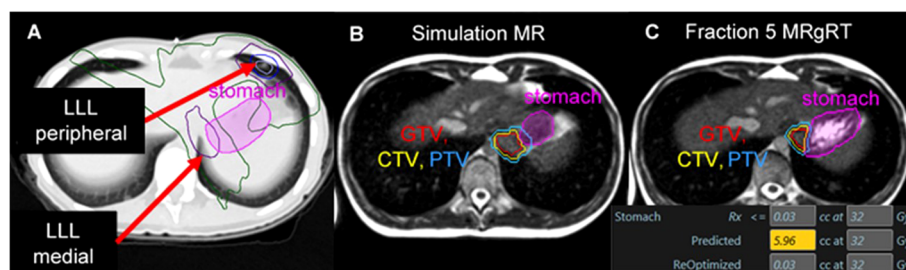 A
LLL
peripheral
stomach
LLL
medial
B
Simulation MR
stomach
GTV,
CTV, PTV
C
Fraction 5 MRgRT
stomach
GTV,
CTV, PTV
Stomach Rx <= 0.03 cc at 32 G
Predicted 5.96 cc at 32 G
ReOptimized 0.03 cc at 32 G